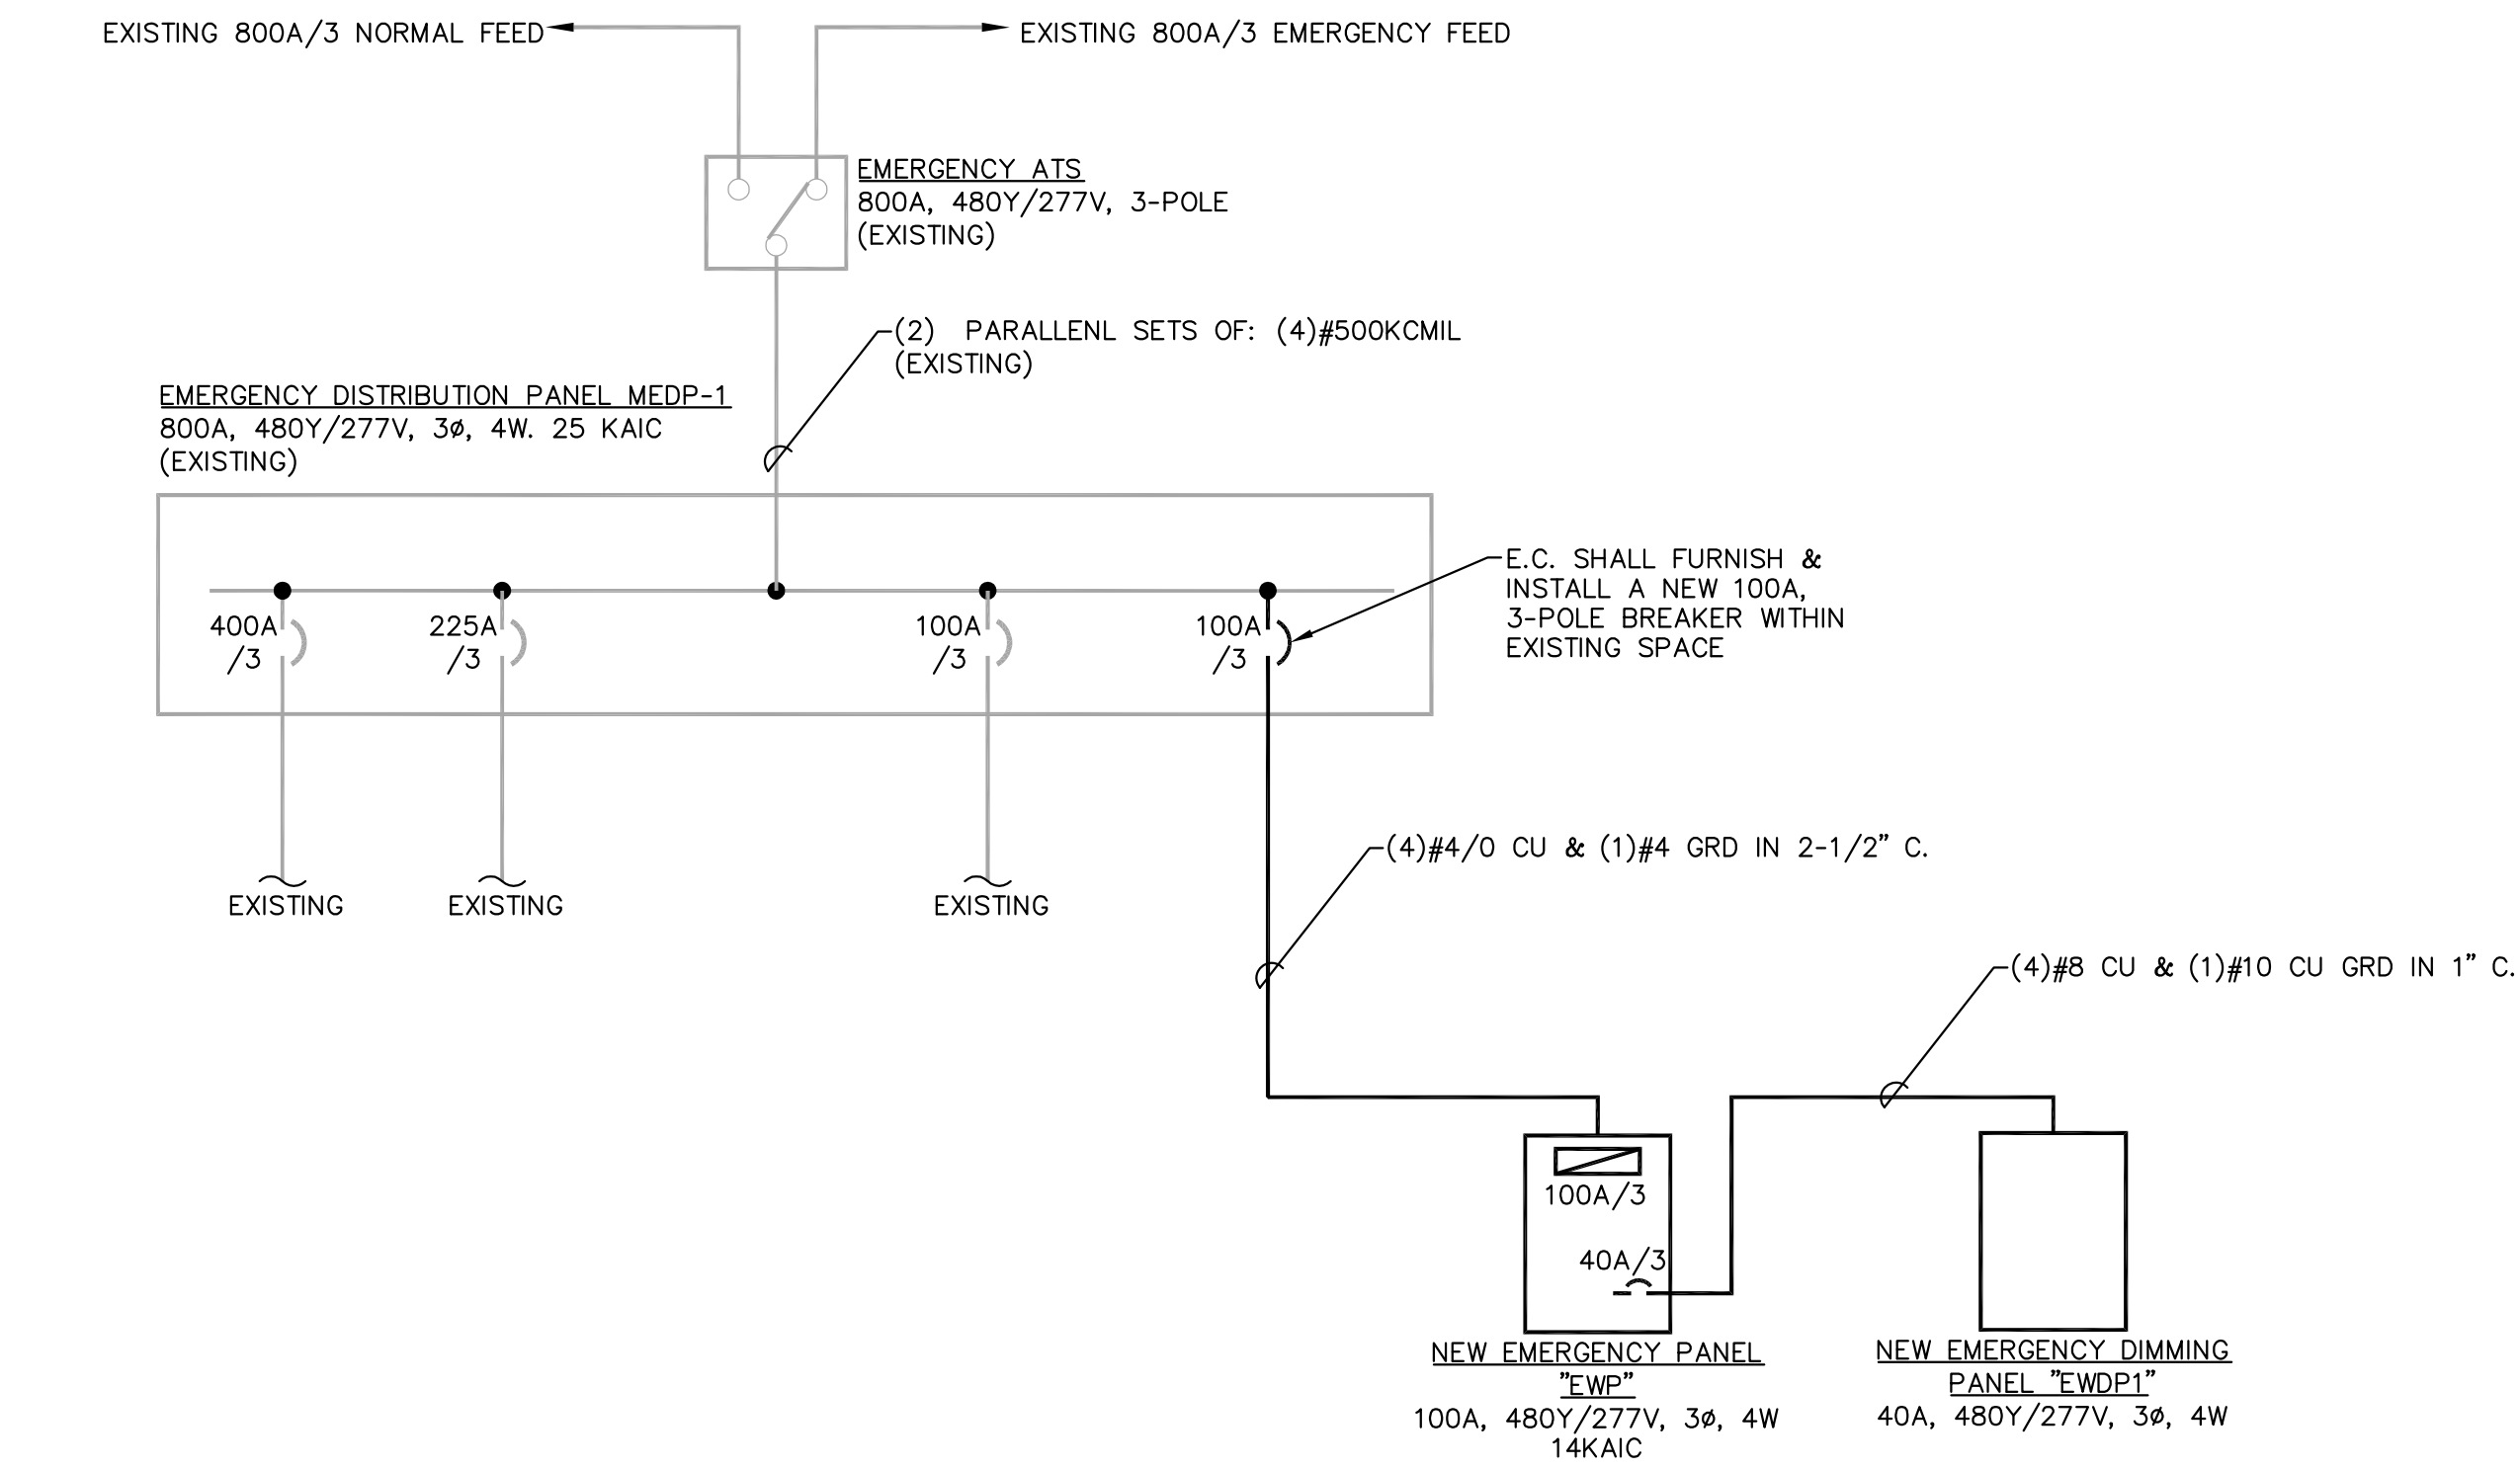 EXISTING 800A/3 NORMAL FEED
EXISTING 800A/3 EMERGENCY FEED
EMERGENCY ATS
800A, 480Y/277V, 3-POLE
(EXISTING)
(2) PARALLENL SETS OF: (4)#500KCMIL
(EXISTING)
EMERGENCY DISTRIBUTION PANEL MEDP-1
800A, 480Y/277V, 3ø, 4W. 25 KAIC
(EXISTING)
E.C. SHALL FURNISH &
INSTALL A NEW 100A,
3-POLE BREAKER WITHIN
EXISTING SPACE
400A
/3
225A
/3
100A
/3
100A
/3
(4)#4/0 CU & (1)#4 GRD IN 2-1/2” C.
EXISTING
EXISTING
EXISTING
(4)#8 CU & (1)#10 CU GRD IN 1” C.
100A/3
40A/3
NEW EMERGENCY PANEL
”EWP”
100A, 480Y/277V, 3ø, 4W
14KAIC
NEW EMERGENCY DIMMING
PANEL ”EWDP1”
40A, 480Y/277V, 3ø, 4W